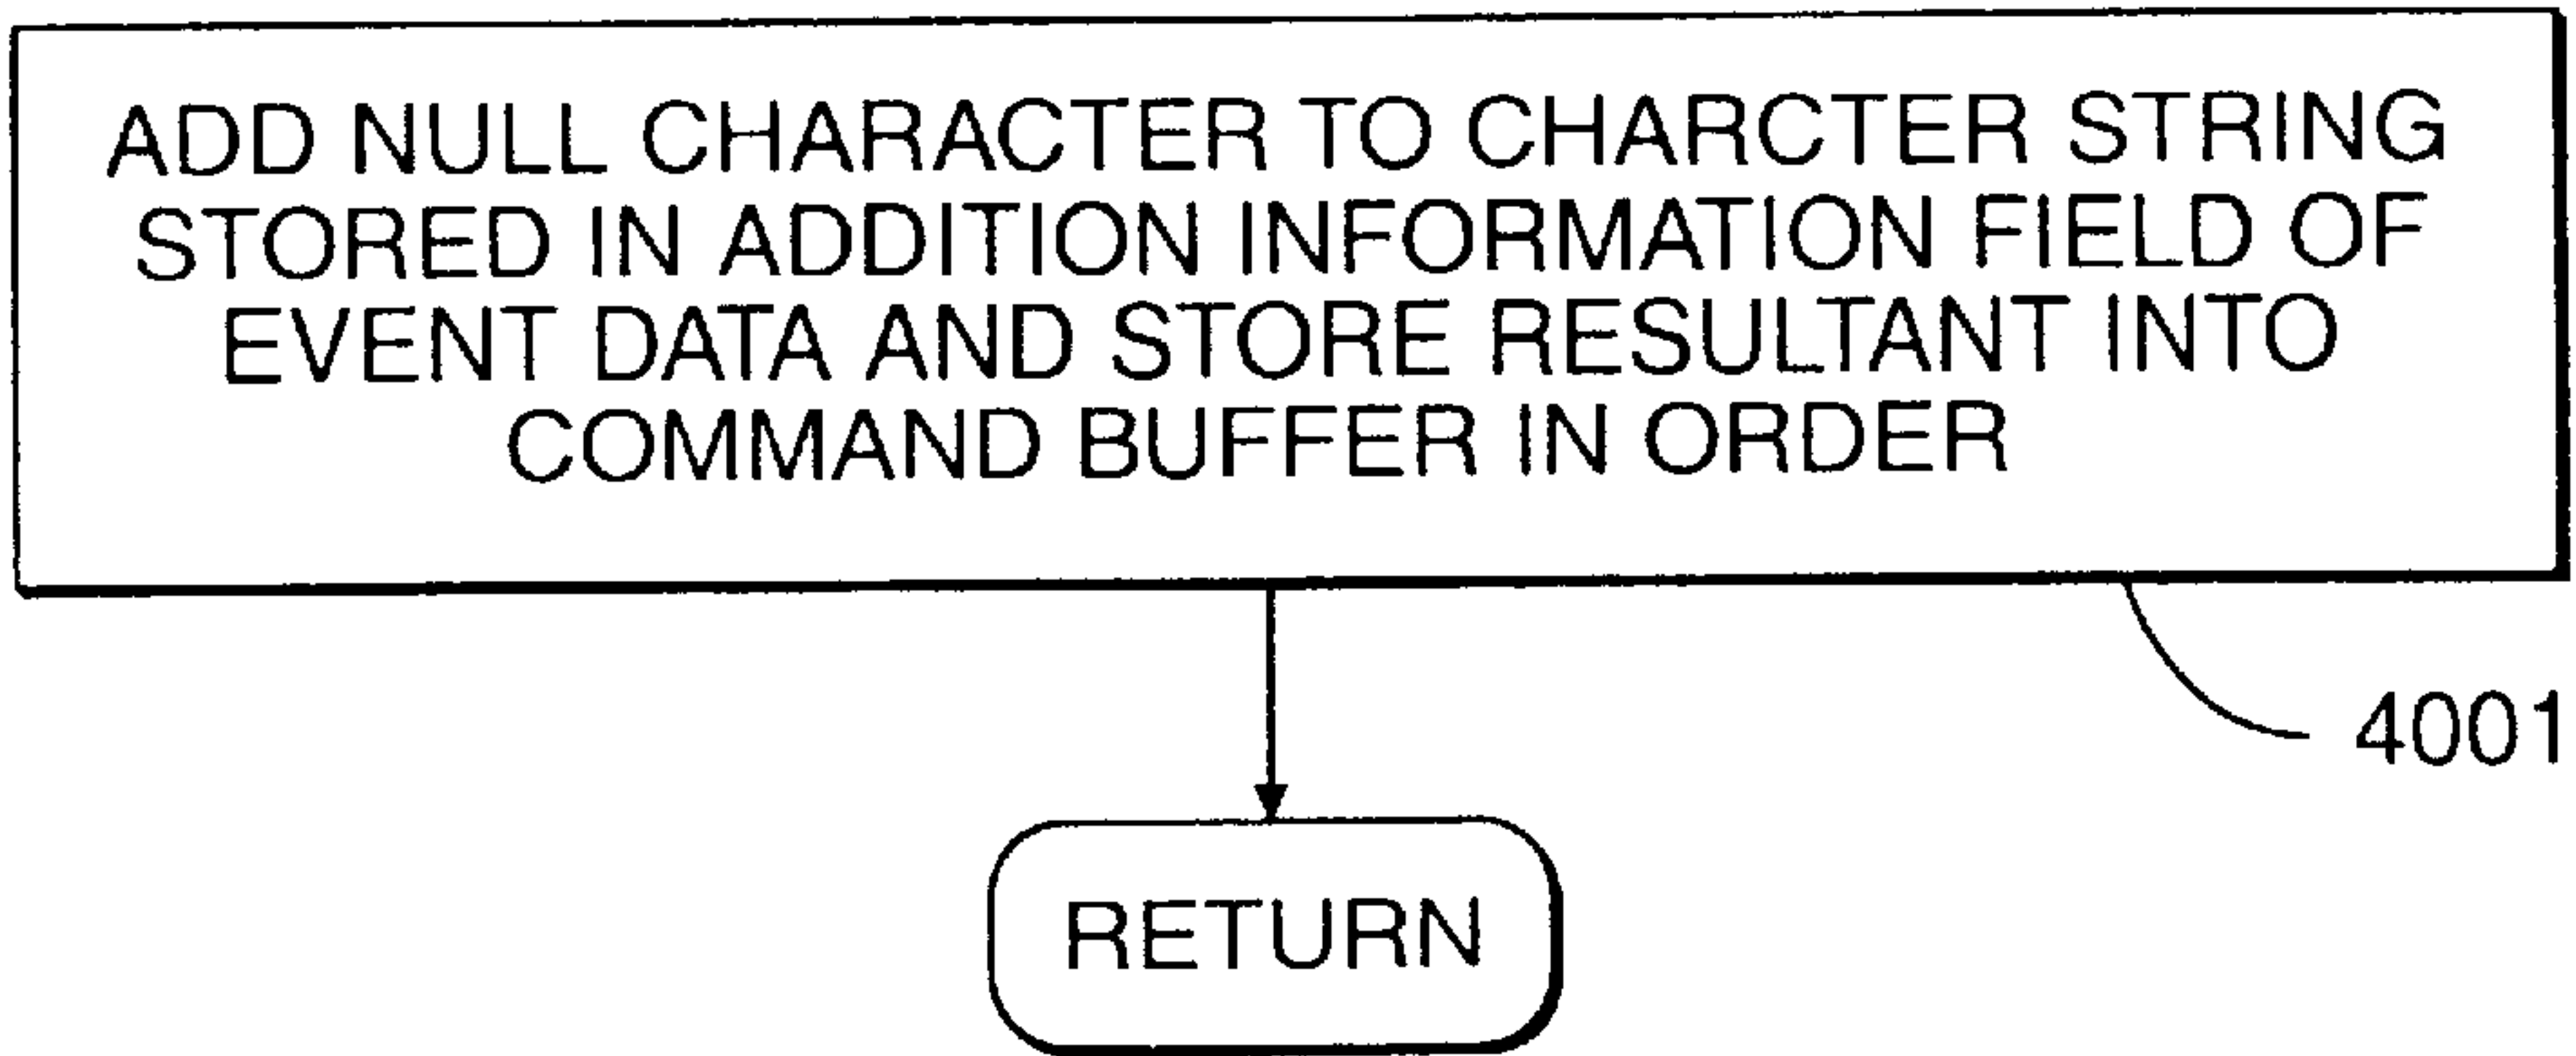 ADD NULL CHARACTER TO CHARCTER STRING
STORED IN ADDITION INFORMATION FIELD OF
EVENT DATA AND STORE RESULTANT INTO
COMMAND BUFFER IN ORDER
4001
RETURN